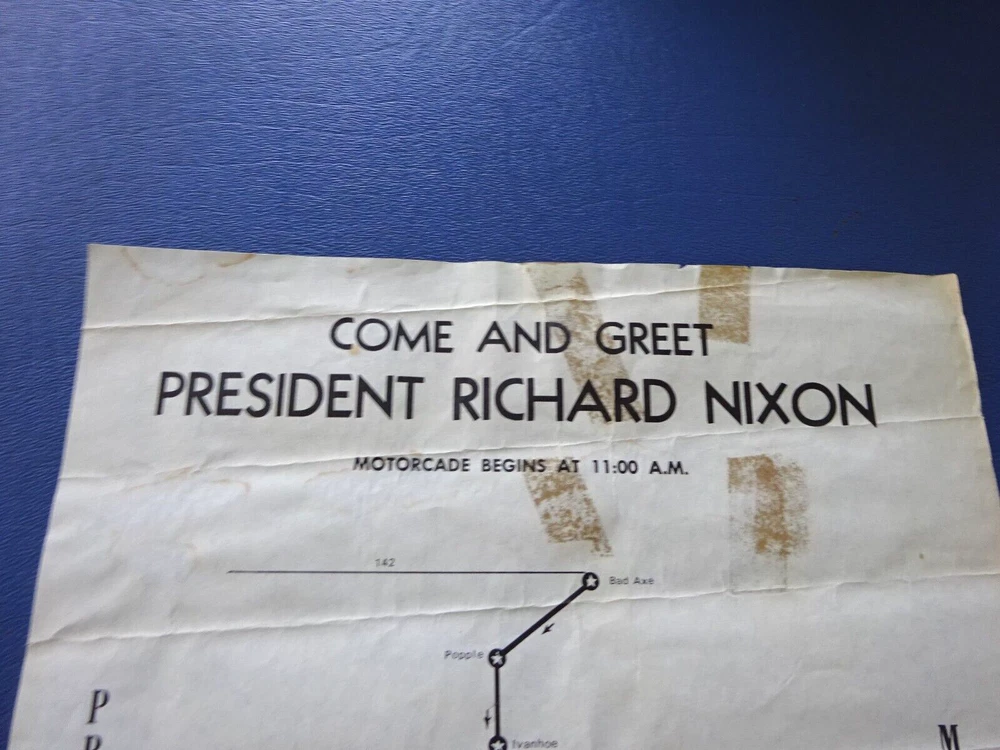 COME AND GREET
PRESIDENT RICHARD NIXON
MOTORCADE BEGINS AT 11:00 A.M.
142
Bad Axe
Popple
Ivanhoe
P
R
M